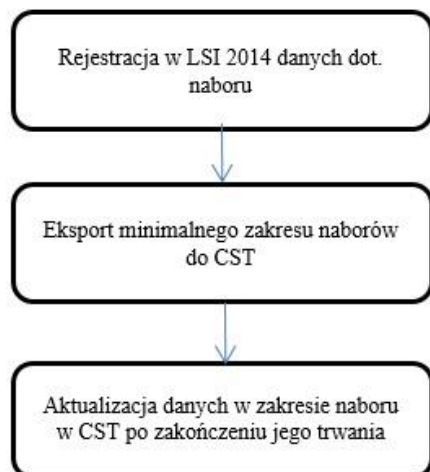 Rejestracja w LSI 2014 danych dot.
naboru
Eksport minimalnego zakresu naborów
do CST
Aktualizacja danych w zakresie naboru
w CST po zakończeniu jego trwania